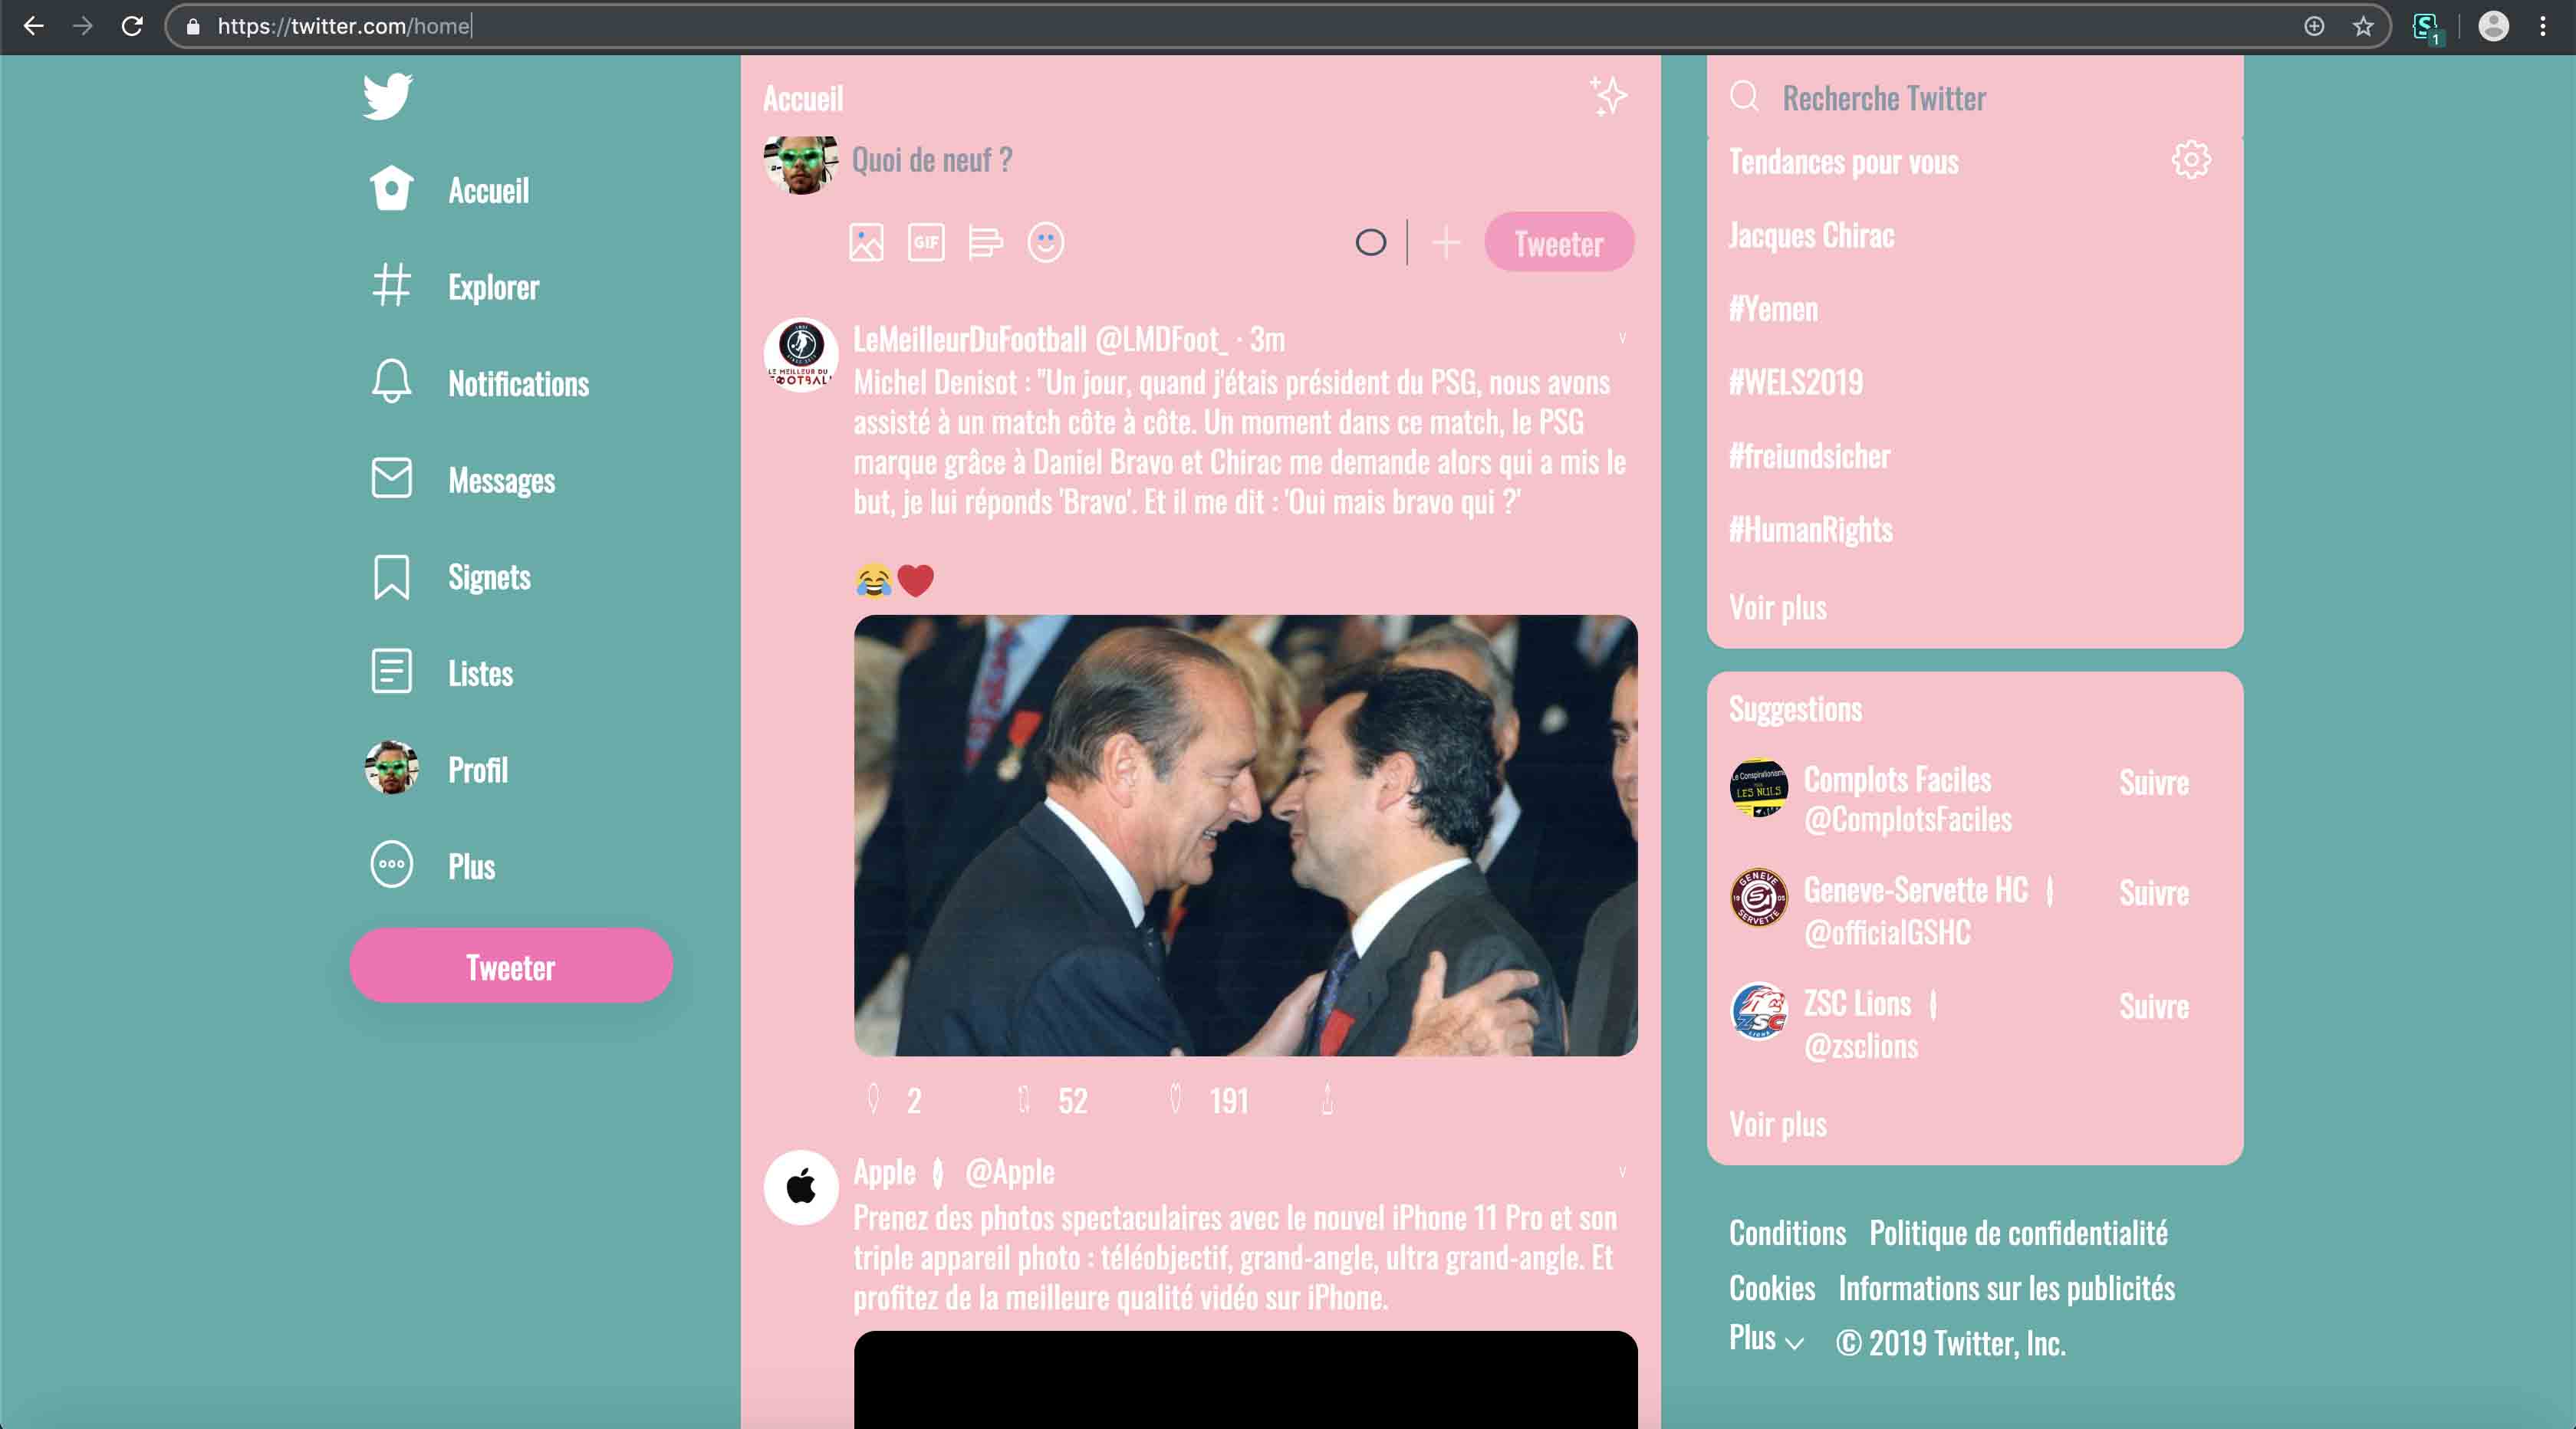 https://twitter.com/home
1
Accueil
Explorer
Notifications
Messages
Signets
Listes
Profil
Plus
Tweeter
Accueil
Quoi de neuf ?
GIF
Tweeter
LeMeilleurDuFootball @LMDFoot_ · 3m
Michel Denisot : "Un jour, quand j'étais président du PSG, nous avons
assisté à un match côte à côte. Un moment dans ce match, le PSG
marque grâce à Daniel Bravo et Chirac me demande alors qui a mis le
but, je lui réponds 'Bravo'. Et il me dit : 'Oui mais bravo qui ?'
2 52 191
Apple @Apple
Prenez des photos spectaculaires avec le nouvel iPhone 11 Pro et son
triple appareil photo : téléobjectif, grand-angle, ultra grand-angle. Et
profitez de la meilleure qualité vidéo sur iPhone.
Recherche Twitter
Tendances pour vous
Jacques Chirac
#Yemen
#WELS2019
#freiundsicher
#HumanRights
Voir plus
Suggestions
LES NULS
Complots Faciles
@ComplotsFaciles
Suivre
GENEVE
SERVETTE
Geneve-Servette HC
@officialGSHC
Suivre
ZSC
ZSC Lions
@zsclions
Suivre
Voir plus
Conditions Politique de confidentialité
Cookies Informations sur les publicités
Plus © 2019 Twitter, Inc.